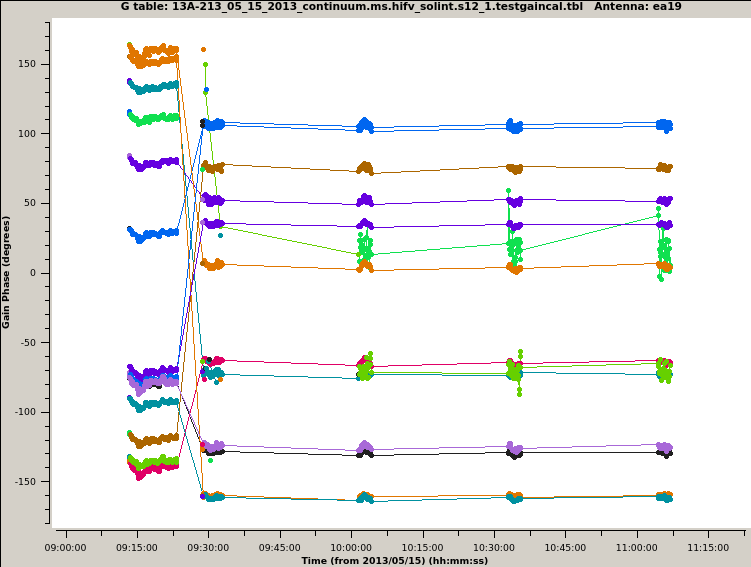 G table: 13A-213_05_15_2013_continuum.ms.hifv_solint.s12_1.testgaincal.tbl   Antenna: ea19
Gain Phase (degrees)
150
100
50
0
-50
-100
-150
09:00:00 09:15:00 09:30:00 09:45:00 10:00:00 10:15:00 10:30:00 10:45:00 11:00:00 11:15:00
Time (from 2013/05/15) (hh:mm:ss)